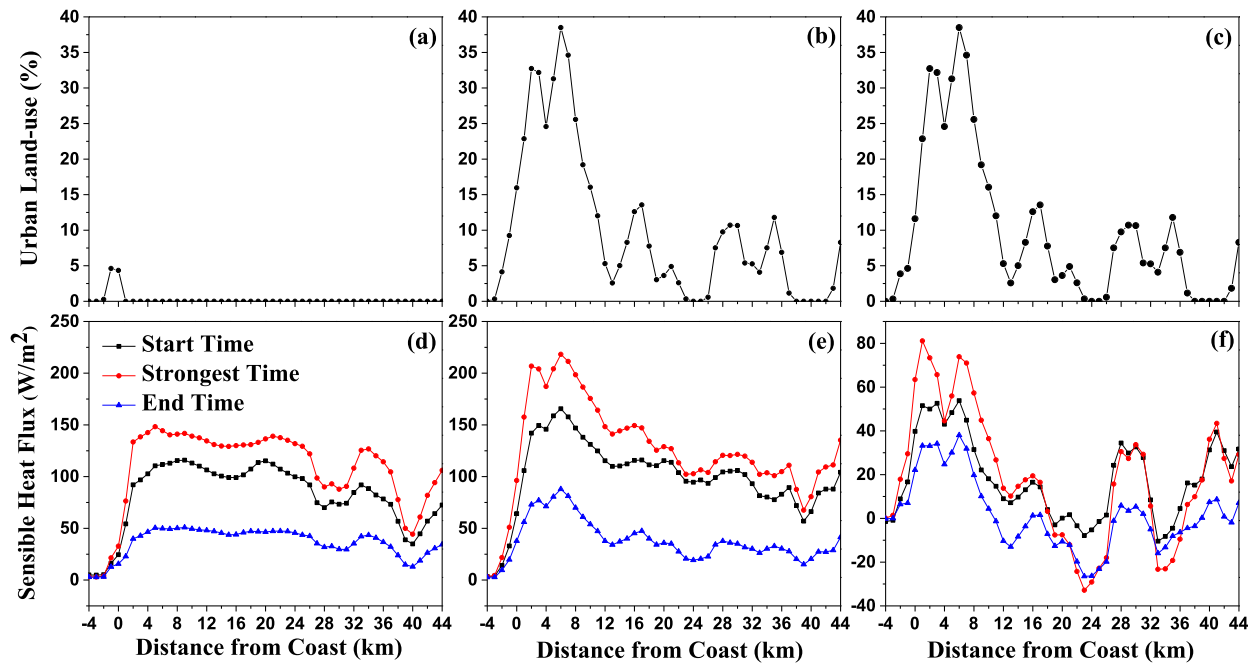 40
35
30
25
20
15
10
5
0
Urban Land-use (%)
(a)
40
35
30
25
20
15
10
5
0
(b)
40
35
30
25
20
15
10
5
0
(c)
250
200
150
100
50
0
Sensible Heat Flux (W/m²)
Start Time
Strongest Time
End Time
(d)
-4 0 4 8 12 16 20 24 28 32 36 40 44
Distance from Coast (km)
250
200
150
100
50
0
(e)
-4 0 4 8 12 16 20 24 28 32 36 40 44
Distance from Coast (km)
80
60
40
20
0
-20
-40
(f)
-4 0 4 8 12 16 20 24 28 32 36 40 44
Distance from Coast (km)